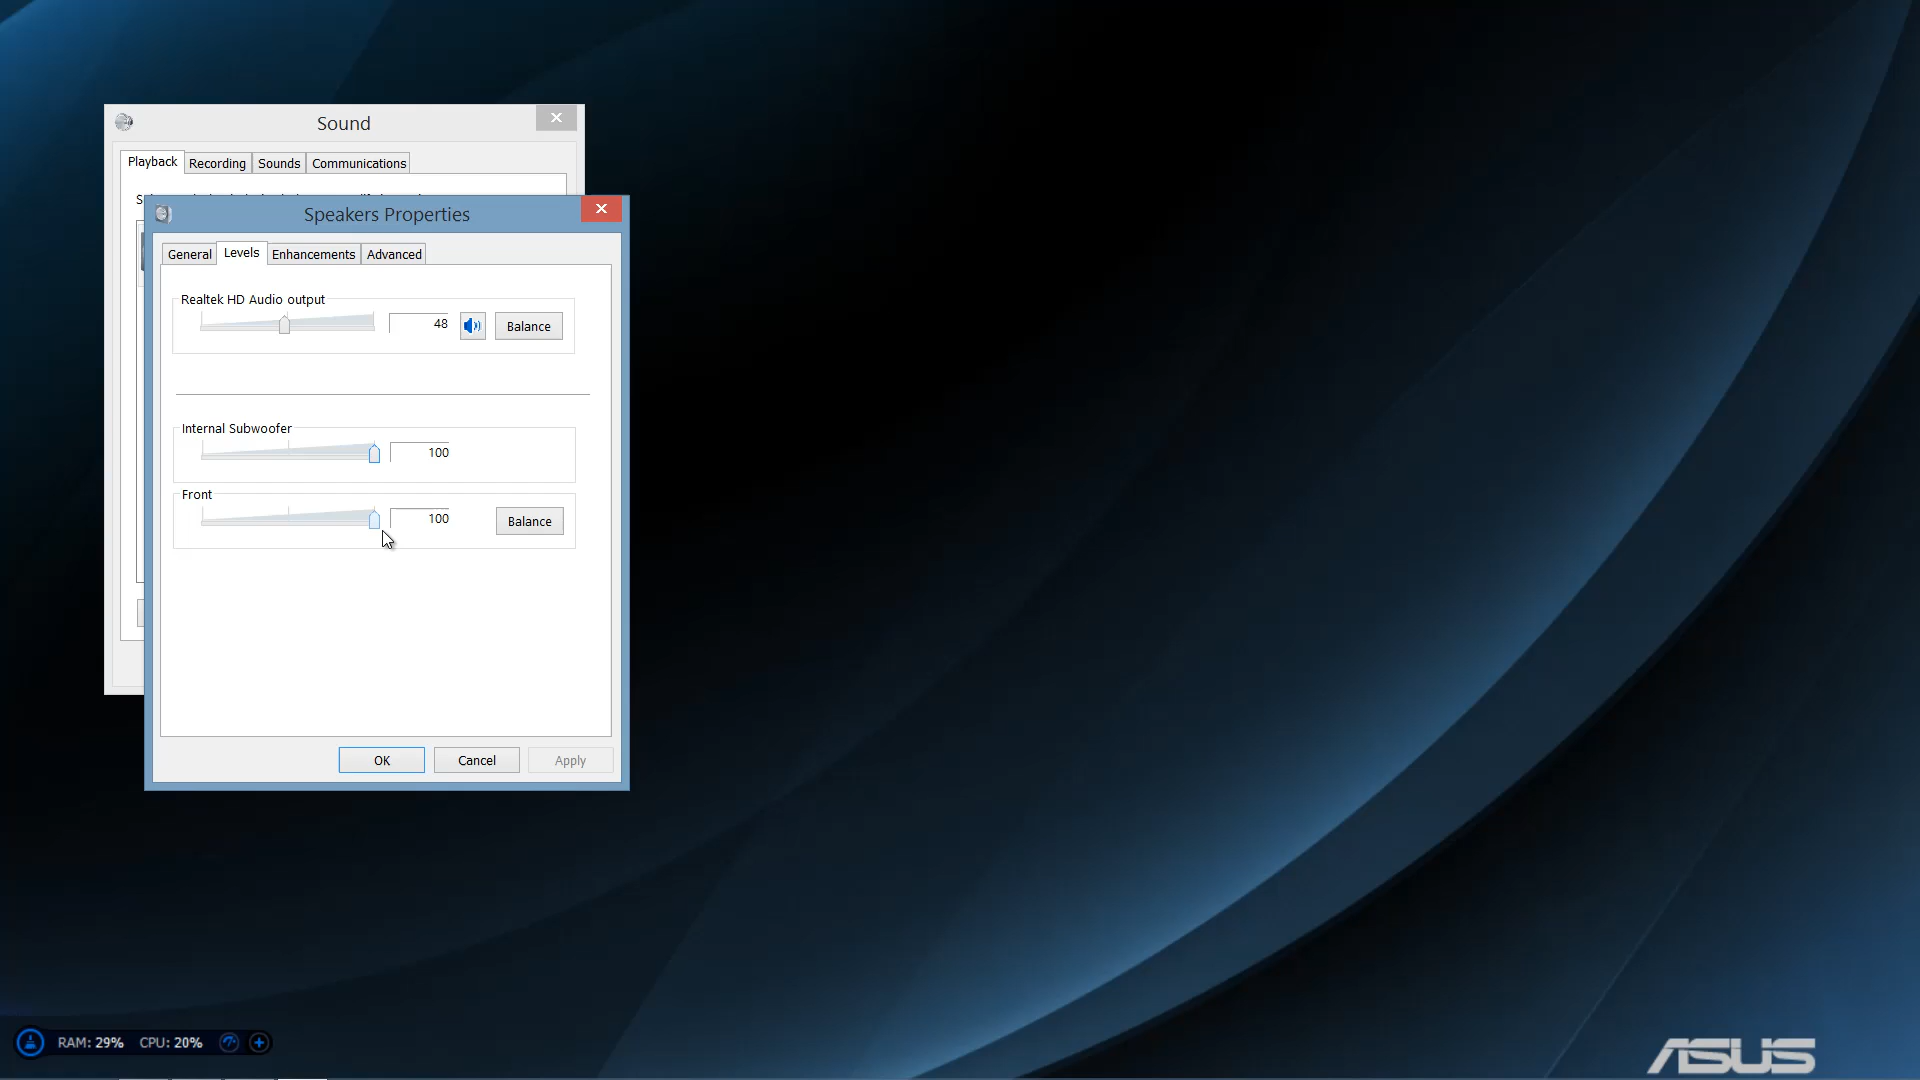 Sound
Playback Recording Sounds Communications
Speakers Properties
General Levels Enhancements Advanced
Realtek HD Audio output
48 Balance
Internal Subwoofer
100
Front
100 Balance
OK Cancel Apply
RAM: 29% CPU: 20%
ASUS